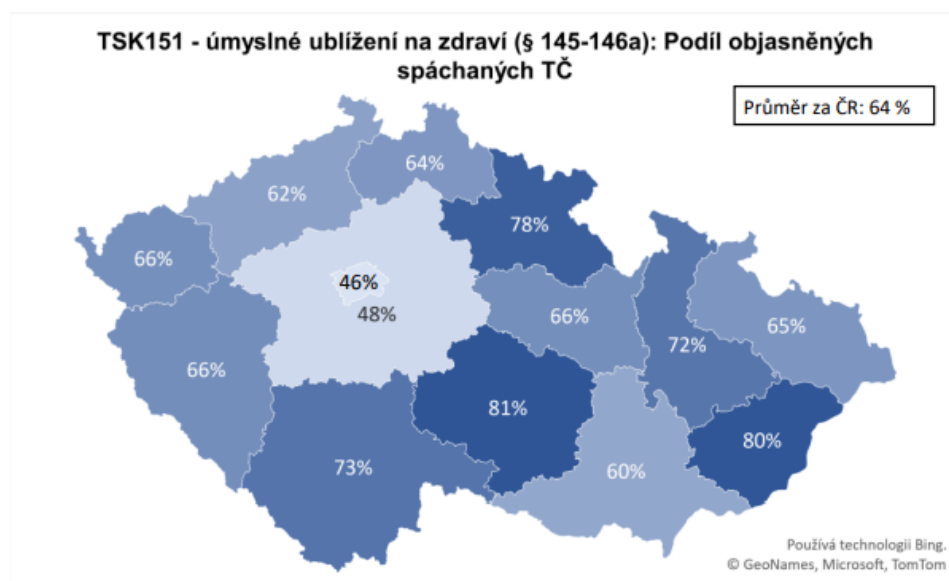 TSK151 - úmyslné ublížení na zdraví (§ 145-146a): Podíl objasněných
spáchaných TČ
Průměr za ČR: 64 %
64%
62%
78%
66%
46%
48%
66%
65%
72%
66%
81%
80%
73%
60%
Používá technologii Bing.
© GeoNames, Microsoft, TomTom